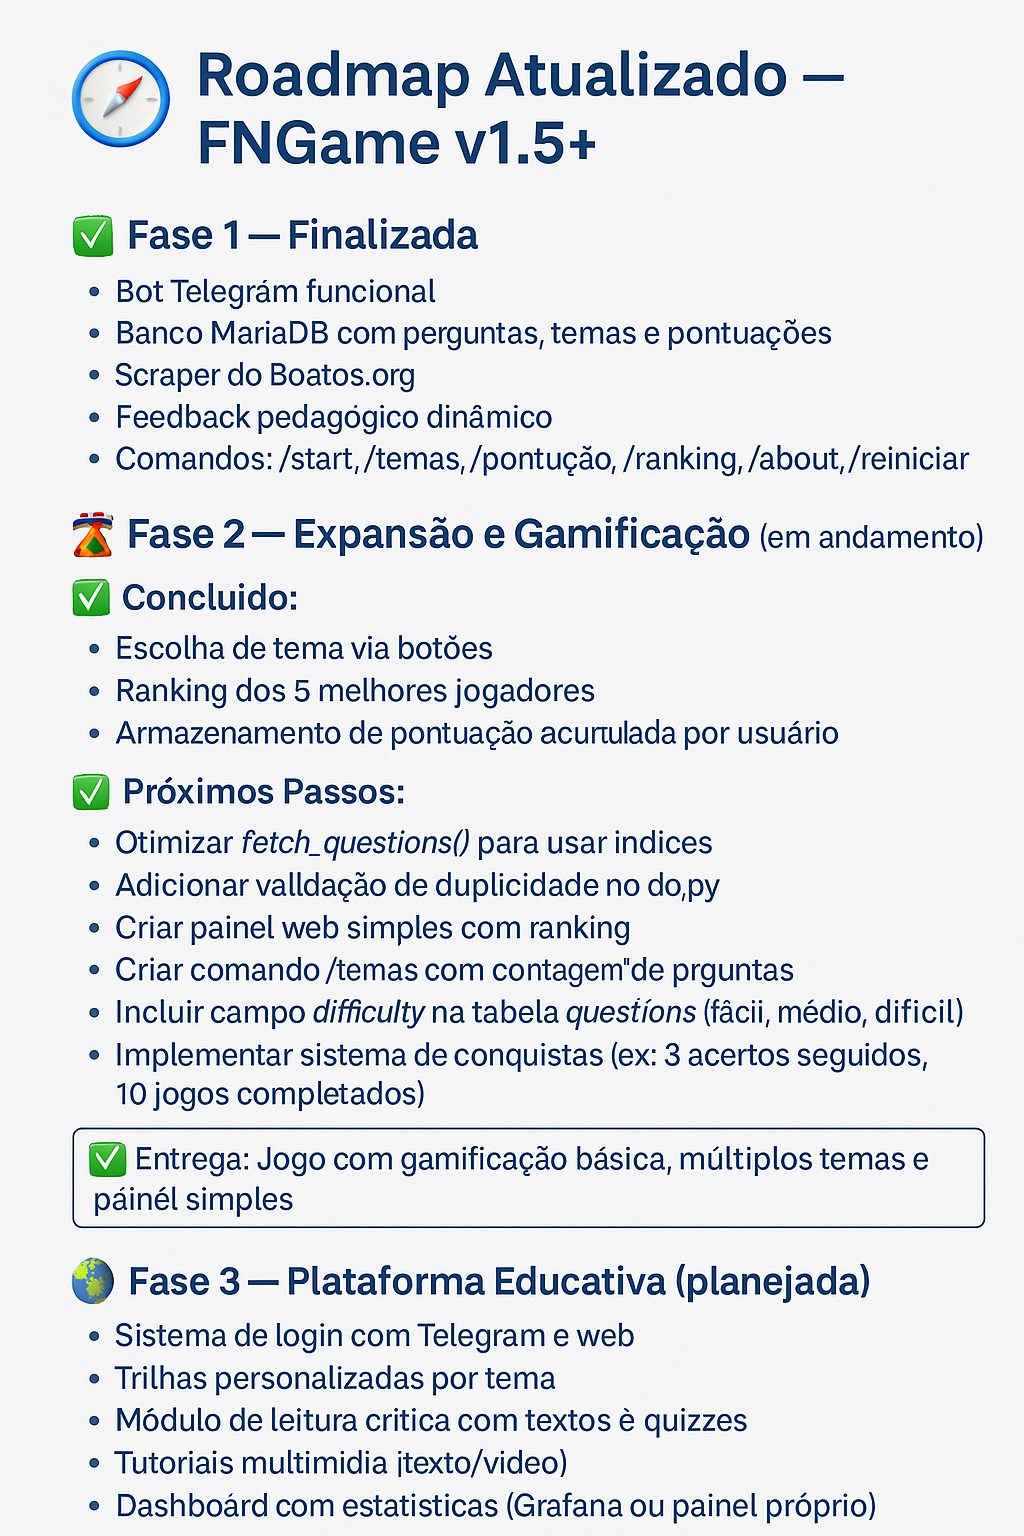 Roadmap Atualizado —
FNGame v1.5+
Fase 1 — Finalizada
• Bot Telegrám funcional
• Banco MariaDB com perguntas, temas e pontuações
• Scraper do Boatos.org
• Feedback pedagógico dinâmico
• Comandos: /start, /temas, /pontução, /ranking, /about, /reiniciar
Fase 2 — Expansão e Gamificação (em andamento)
Concluido:
• Escolha de tema via botões
• Ranking dos 5 melhores jogadores
• Armazenamento de pontuação acurtulada por usuário
Próximos Passos:
• Otimizar fetch_questions() para usar indices
• Adicionar valldação de duplicidade no do,py
• Criar painel web simples com ranking
• Criar comando /temas com contagem"de prguntas
• Incluir campo difficulty na tabela questíons (fâcii, médio, dificil)
• Implementar sistema de conquistas (ex: 3 acertos seguidos,
10 jogos completados)
Entrega: Jogo com gamificação básica, múltiplos temas e
páinél simples
Fase 3 — Plataforma Educativa (planejada)
• Sistema de login com Telegram e web
• Trilhas personalizadas por tema
• Módulo de leitura critica com textos è quizzes
• Tutoriais multimidia |texto/video)
• Dashboárd com estatisticas (Grafana ou painel próprio)